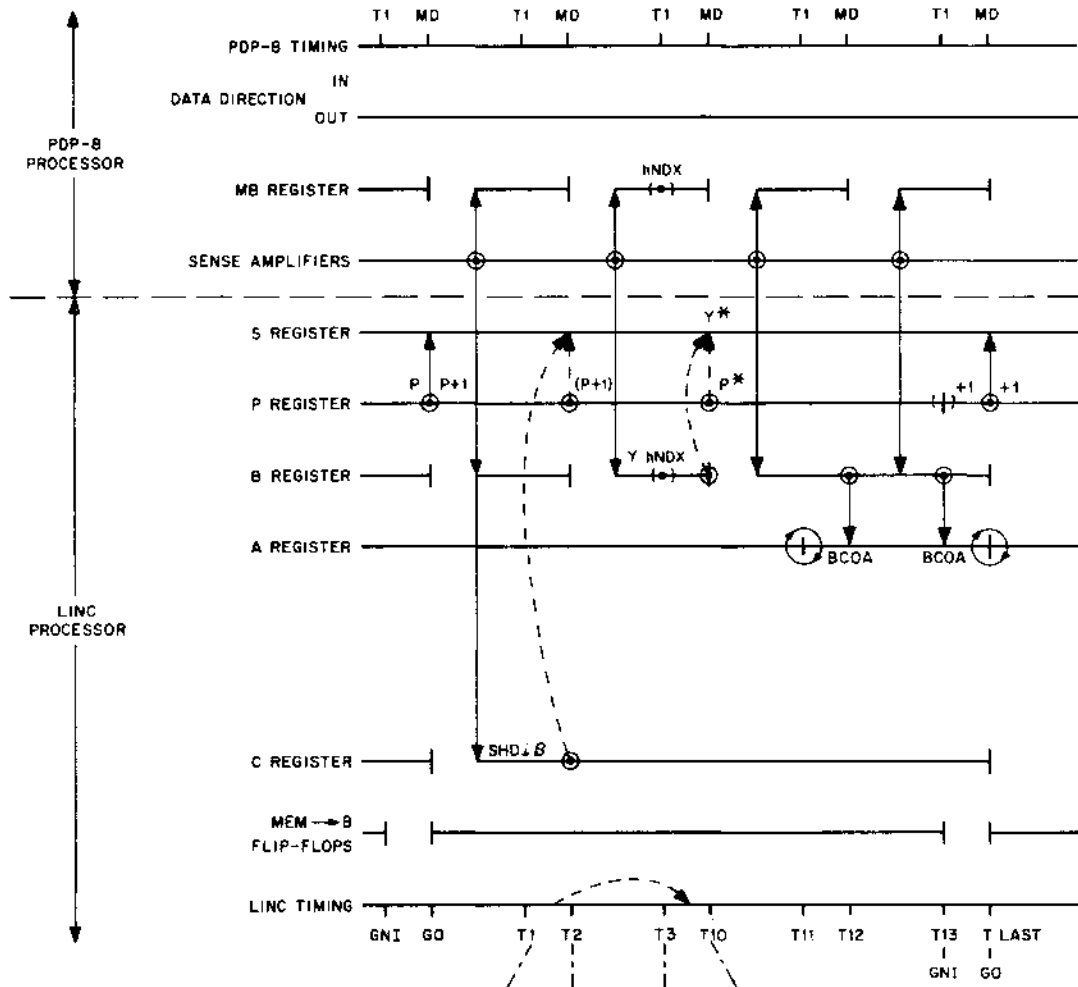 T1 MD T1 MD T1 MD T1 MD T1 MD
PDP-8 TIMING
IN
DATA DIRECTION
OUT
PDP-8
PROCESSOR
hNDX
MB REGISTER
SENSE AMPLIFIERS
S REGISTER
Y*
P P+1 (P+1) P* +1 +1
P REGISTER
Y hNDX
B REGISTER
A REGISTER
BCOA BCOA
LINC
PROCESSOR
SHD i β
C REGISTER
MEM → B
FLIP-FLOPS
LINC TIMING
GNI GO T1 T2 T3 T10 T11 T12 T13 T LAST
GNI GO